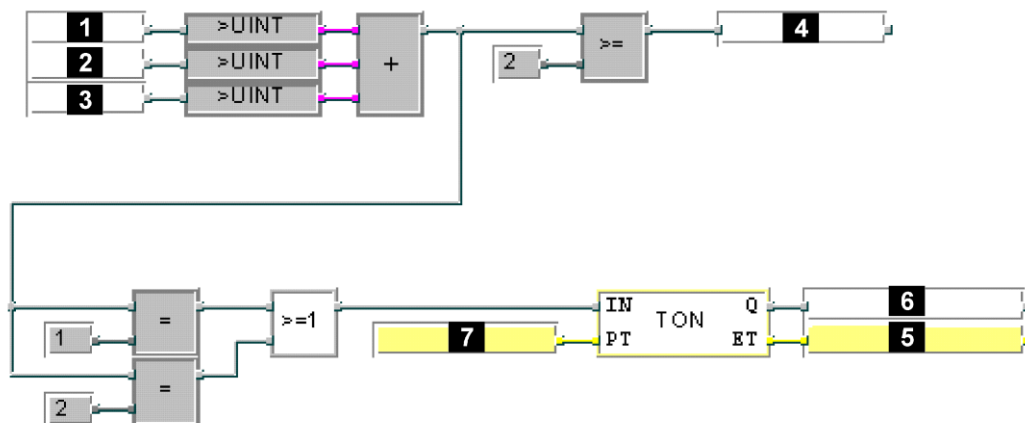 1 >UINT
2 >UINT + 2 >= 4
3 >UINT
= >=1 IN Q 6
1 TON
7 PT ET 5
=
2